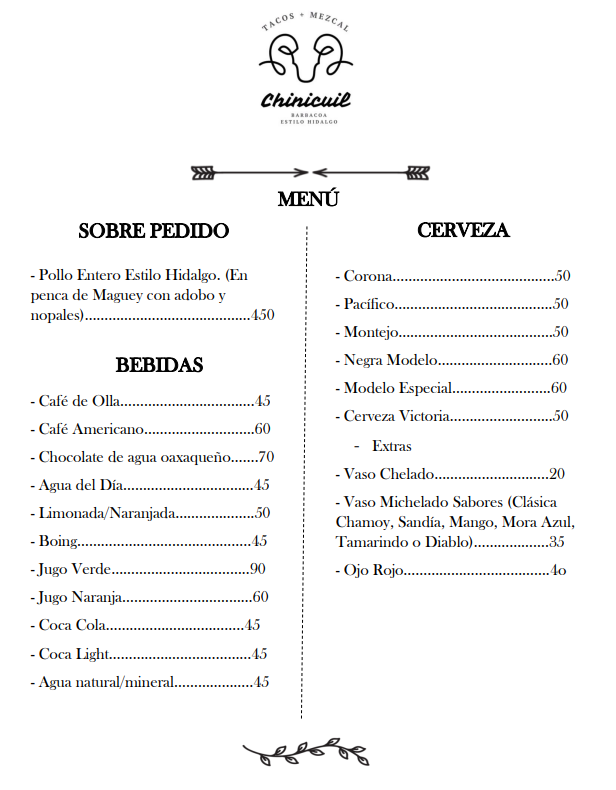 TACOS + MEZCAL
Chinicuil
BARBACOA
ESTILO HIDALGO
MENÚ
SOBRE PEDIDO
- Pollo Entero Estilo Hidalgo. (En
penca de Maguey con adobo y
nopales)..........................................450
BEBIDAS
- Café de Olla..................................45
- Café Americano............................60
- Chocolate de agua oaxaqueño.......70
- Agua del Día.................................45
- Limonada/Naranjada....................50
- Boing............................................45
- Jugo Verde...................................90
- Jugo Naranja.................................60
- Coca Cola...................................45
- Coca Light....................................45
- Agua natural/mineral....................45
CERVEZA
- Corona.........................................50
- Pacífico........................................50
- Montejo.......................................50
- Negra Modelo.............................60
- Modelo Especial.........................60
- Cerveza Victoria..........................50
- Extras
- Vaso Chelado.............................20
- Vaso Michelado Sabores (Clásica
Chamoy, Sandía, Mango, Mora Azul,
Tamarindo o Diablo)...................35
- Ojo Rojo.....................................4o